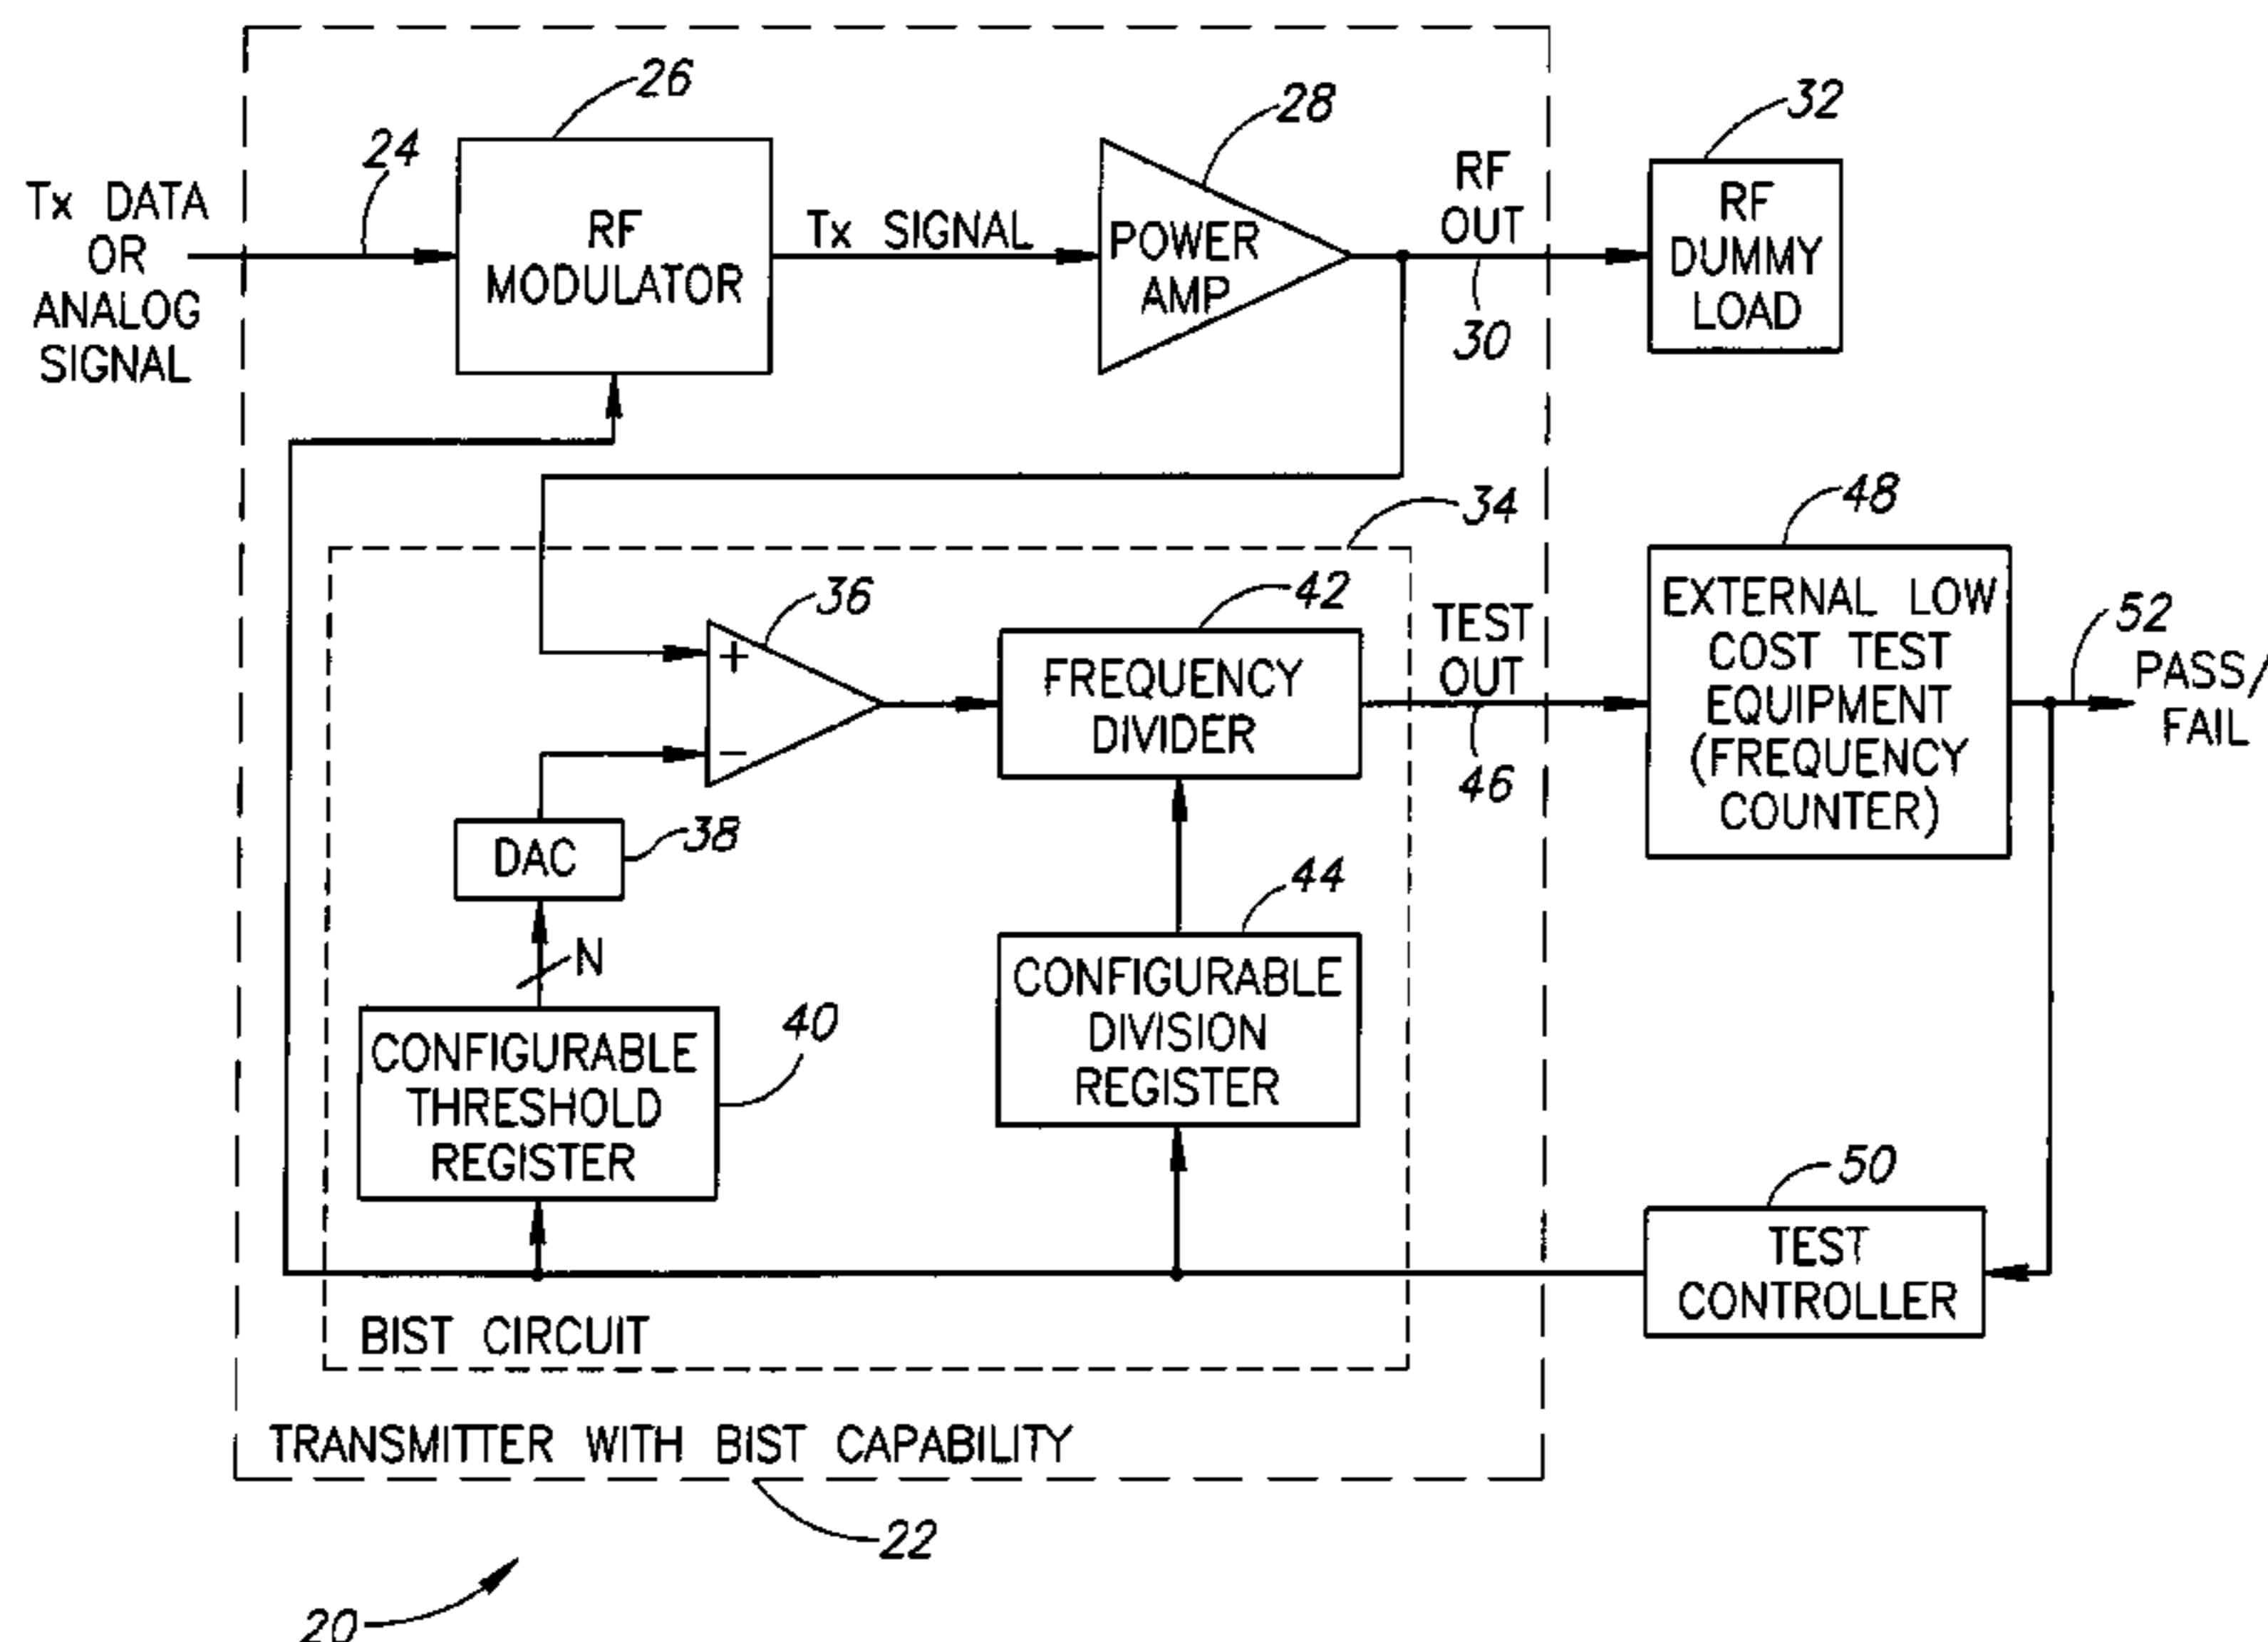 26
28
32
24
Tx DATA
OR
ANALOG
SIGNAL
RF
MODULATOR
Tx SIGNAL
POWER
AMP
RF
OUT
30
RF
DUMMY
LOAD
34
48
36
+
−
42
FREQUENCY
DIVIDER
TEST
OUT
46
EXTERNAL LOW
COST TEST
EQUIPMENT
(FREQUENCY
COUNTER)
52
PASS/
FAIL
DAC
38
N
44
CONFIGURABLE
DIVISION
REGISTER
40
CONFIGURABLE
THRESHOLD
REGISTER
50
TEST
CONTROLLER
BIST CIRCUIT
TRANSMITTER WITH BIST CAPABILITY
22
20